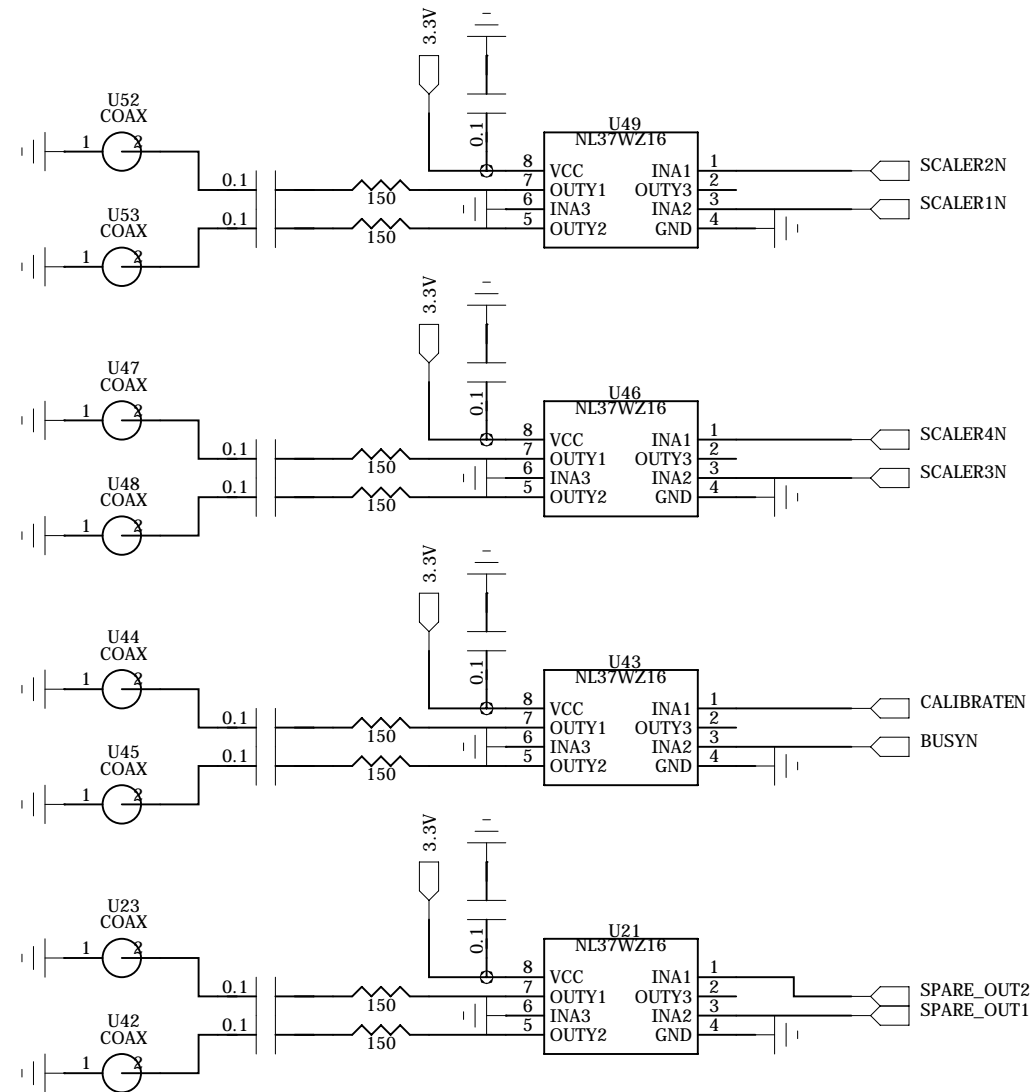 3.3V
U52
COAX
1 2
0.1
U49
NL37WZ16
0.1
150
8 VCC INA1 1
7 OUTY1 OUTY3 2
6 INA3 INA2 3
5 OUTY2 GND 4
SCALER2N
SCALER1N
U53
COAX
1 2
0.1
150
3.3V
U47
COAX
1 2
0.1
U46
NL37WZ16
0.1
150
8 VCC INA1 1
7 OUTY1 OUTY3 2
6 INA3 INA2 3
5 OUTY2 GND 4
SCALER4N
SCALER3N
U48
COAX
1 2
0.1
150
3.3V
U44
COAX
1 2
0.1
U43
NL37WZ16
0.1
150
8 VCC INA1 1
7 OUTY1 OUTY3 2
6 INA3 INA2 3
5 OUTY2 GND 4
CALIBRATEN
BUSYN
U45
COAX
1 2
0.1
150
3.3V
U23
COAX
1 2
0.1
U21
NL37WZ16
0.1
150
8 VCC INA1 1
7 OUTY1 OUTY3 2
6 INA3 INA2 3
5 OUTY2 GND 4
SPARE_OUT2
SPARE_OUT1
U42
COAX
1 2
0.1
150